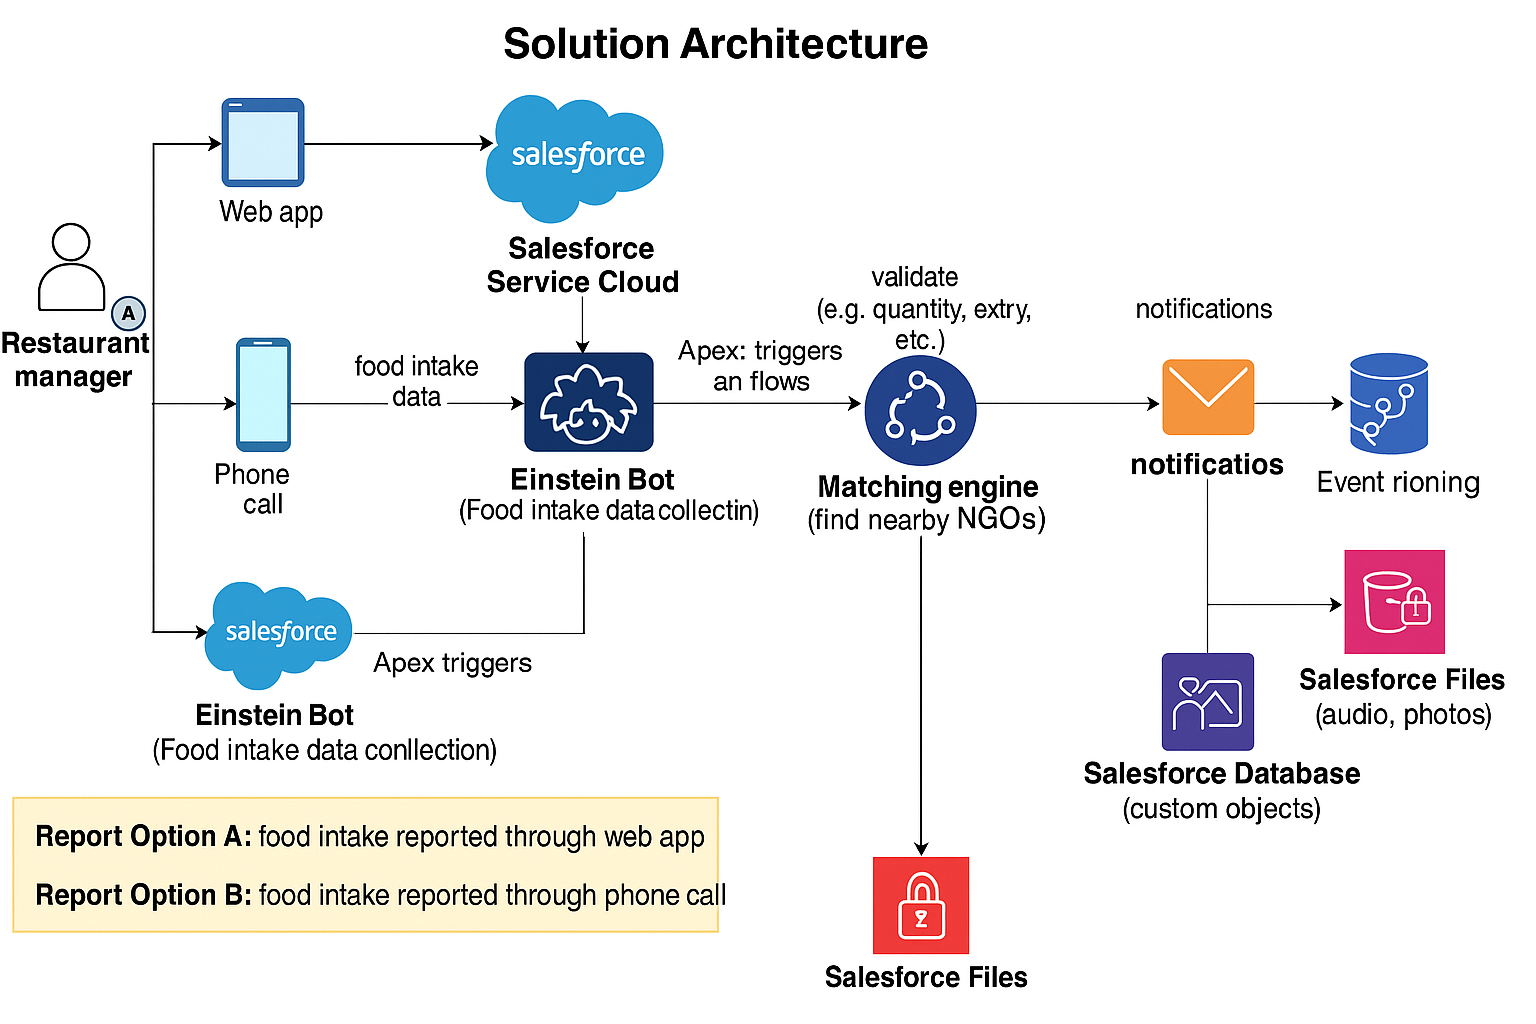 Solution Architecture
salesforce
Web app
Salesforce
Service Cloud
A
Restaurant
manager
validate
(e.g. quantity, extry,
etc.)
notifications
food intake
data
Apex: triggers
an flows
Phone
call
Einstein Bot
(Food intake data collectin)
Matching engine
(find nearby NGOs)
notificatios
Event rioning
salesforce
Apex triggers
Einstein Bot
(Food intake data conllection)
Salesforce Files
(audio, photos)
Salesforce Database
(custom objects)
Report Option A: food intake reported through web app
Report Option B: food intake reported through phone call
Salesforce Files